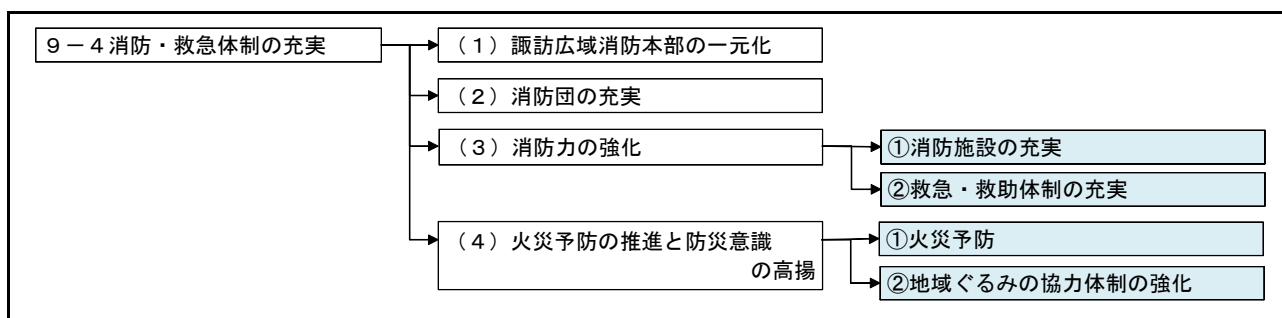 ９－４消防・救急体制の充実
（１）諏訪広域消防本部の一元化
（２）消防団の充実
（３）消防力の強化
①消防施設の充実
②救急・救助体制の充実
（４）火災予防の推進と防災意識
の高揚
①火災予防
②地域ぐるみの協力体制の強化